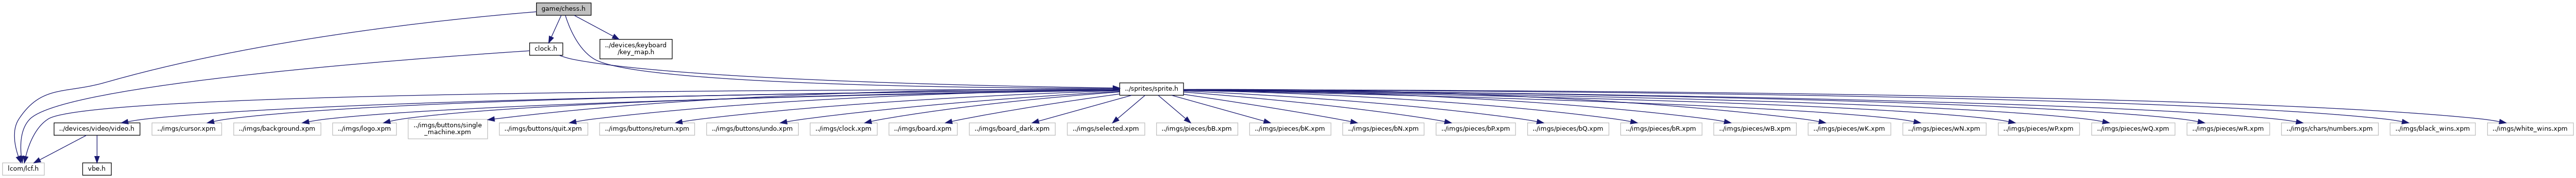 game/chess.h
clock.h
../devices/keyboard
/key_map.h
../sprites/sprite.h
../devices/video/video.h
../imgs/cursor.xpm
../imgs/background.xpm
../imgs/logo.xpm
../imgs/buttons/single
_machine.xpm
../imgs/buttons/quit.xpm
../imgs/buttons/return.xpm
../imgs/buttons/undo.xpm
../imgs/clock.xpm
../imgs/board.xpm
../imgs/board_dark.xpm
../imgs/selected.xpm
../imgs/pieces/bB.xpm
../imgs/pieces/bK.xpm
../imgs/pieces/bN.xpm
../imgs/pieces/bP.xpm
../imgs/pieces/bQ.xpm
../imgs/pieces/bR.xpm
../imgs/pieces/wB.xpm
../imgs/pieces/wK.xpm
../imgs/pieces/wN.xpm
../imgs/pieces/wP.xpm
../imgs/pieces/wQ.xpm
../imgs/pieces/wR.xpm
../imgs/chars/numbers.xpm
../imgs/black_wins.xpm
../imgs/white_wins.xpm
lcom/lcf.h
vbe.h